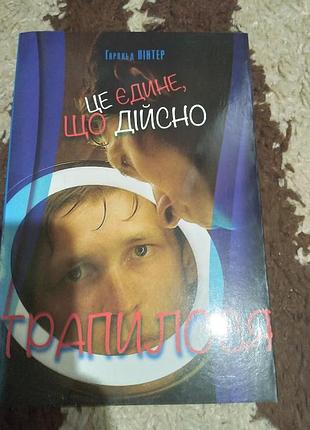 Гарольд ПІНТЕР
ЦЕ ЄДИНЕ,
ЩО ДІЙСНО
ТРАПИЛОСЯ